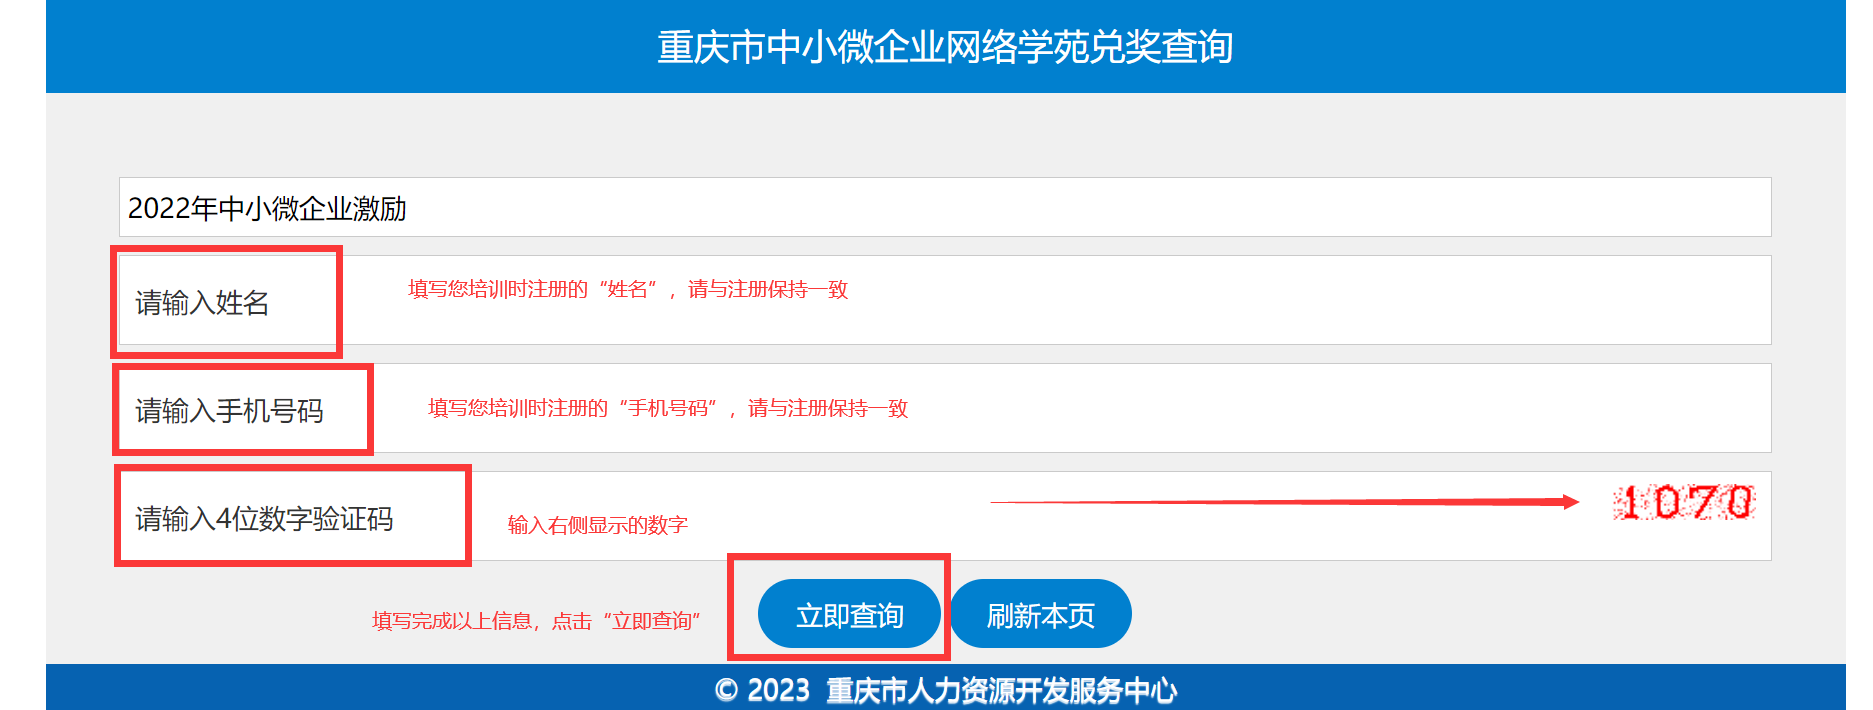 重庆市中小微企业网络学苑兑奖查询
2022年中小微企业激励
请输入姓名
填写您培训时注册的“姓名”，请与注册保持一致
请输入手机号码
填写您培训时注册的“手机号码”，请与注册保持一致
请输入4位数字验证码
输入右侧显示的数字
1070
填写完成以上信息，点击“立即查询”
立即查询
刷新本页
© 2023 重庆市人力资源开发服务中心